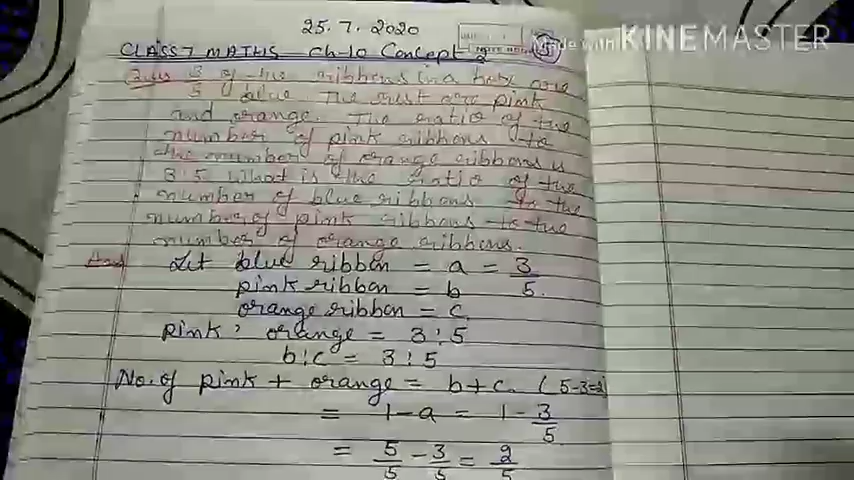 25.7.2020
Made with KINEMASTER
CLASS 7 MATHS Ch-10 Concept 2
Ques 3/5 of the ribbons in a box are
blue The rest are pink
and orange. The ratio of the
number of pink ribbons to
the number of orange ribbons is
3:5 What is the ratio of the
number of blue ribbons to the
number of pink ribbons to the
number of orange ribbons.
Let blue ribbon = a = 3/5.
pink ribbon = b
orange ribbon = c
pink : orange = 3:5
b:c = 3:5
No. of pink + orange = b+c. (5-3=2)
= 1-a = 1-3/5
= 5/5 - 3/5 = 2/5